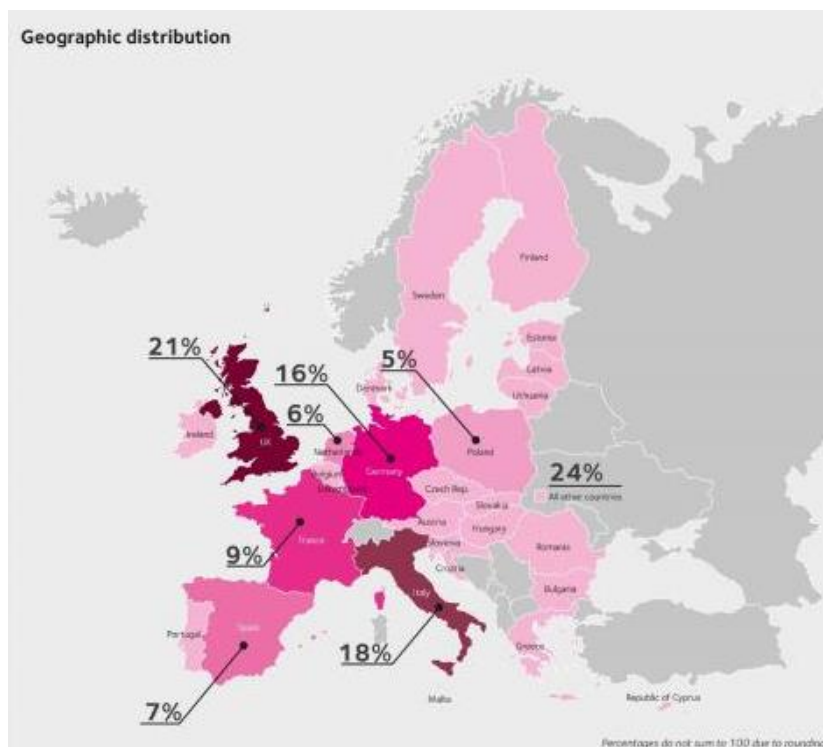 Geographic distribution
Finland
Sweden
Estonia
Latvia
Lithuania
21%
16%
5%
Denmark
6%
Ireland
UK
Netherlands
Poland
Belgium
Germany
24%
All other countries
Czech Rep.
Slovakia
Austria
Hungary
France
Slovenia
Romania
9%
Croatia
Italy
Bulgaria
Portugal
Spain
18%
Greece
7%
Malta
Republic of Cyprus
Percentages do not sum to 100 due to rounding